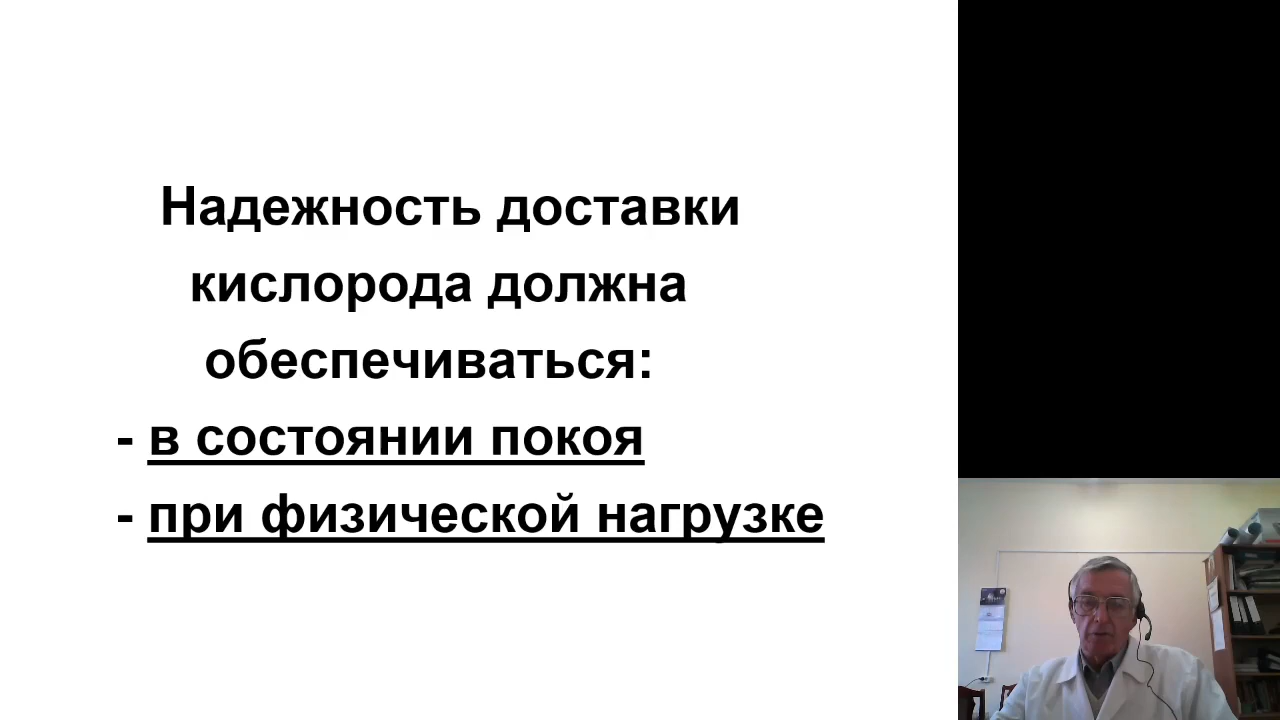 Надежность доставки
кислорода должна
обеспечиваться:
- в состоянии покоя
- при физической нагрузке